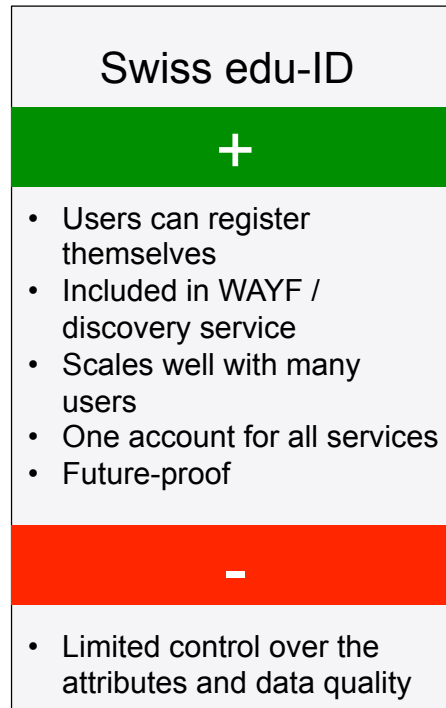 Swiss edu-ID
+
• Users can register
themselves
• Included in WAYF /
discovery service
• Scales well with many
users
• One account for all services
• Future-proof
-
• Limited control over the
attributes and data quality